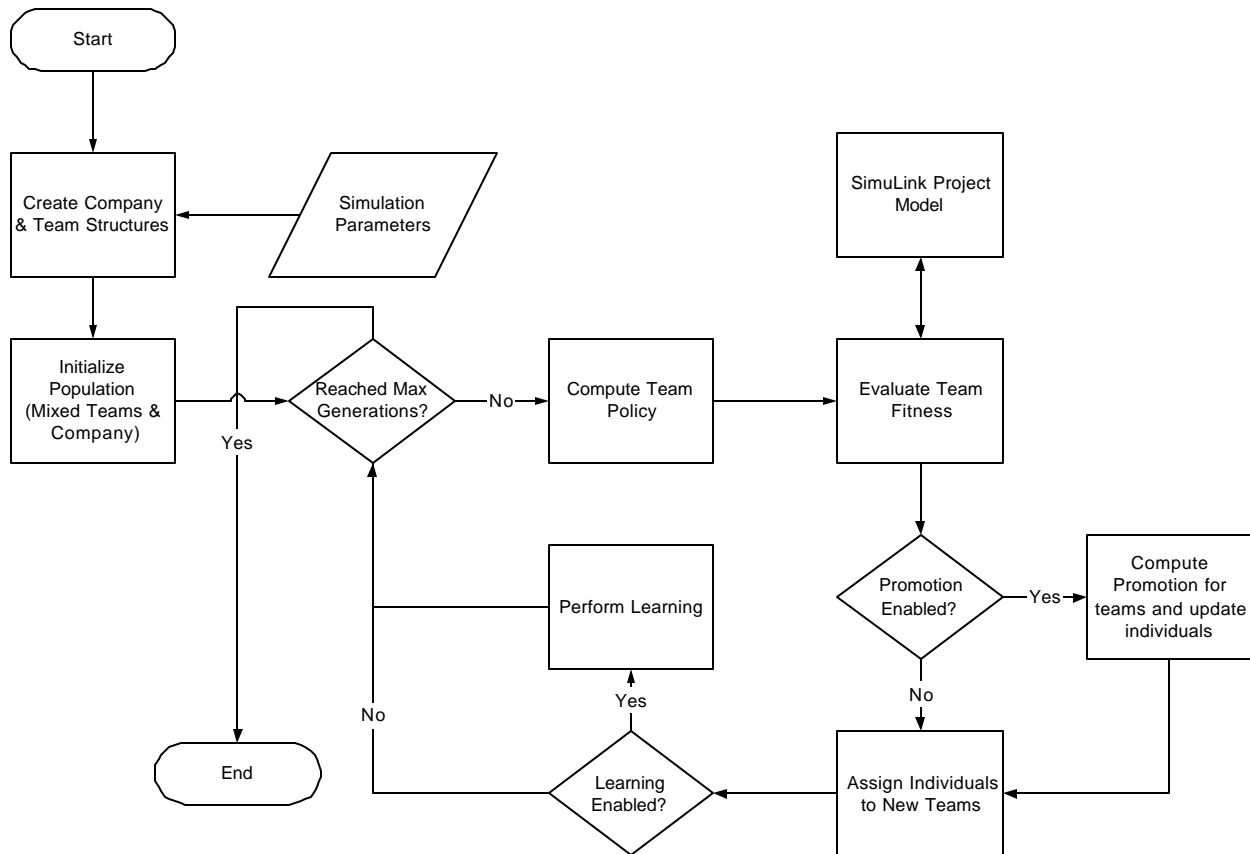 Start
Create Company
& Team Structures
Simulation
Parameters
SimuLink Project
Model
Initialize
Population
(Mixed Teams &
Company)
Reached Max
Generations?
No
Compute Team
Policy
Evaluate Team
Fitness
Yes
Perform Learning
Promotion
Enabled?
Yes
Compute
Promotion for
teams and update
individuals
Yes
No
No
End
Learning
Enabled?
Assign Individuals
to New Teams